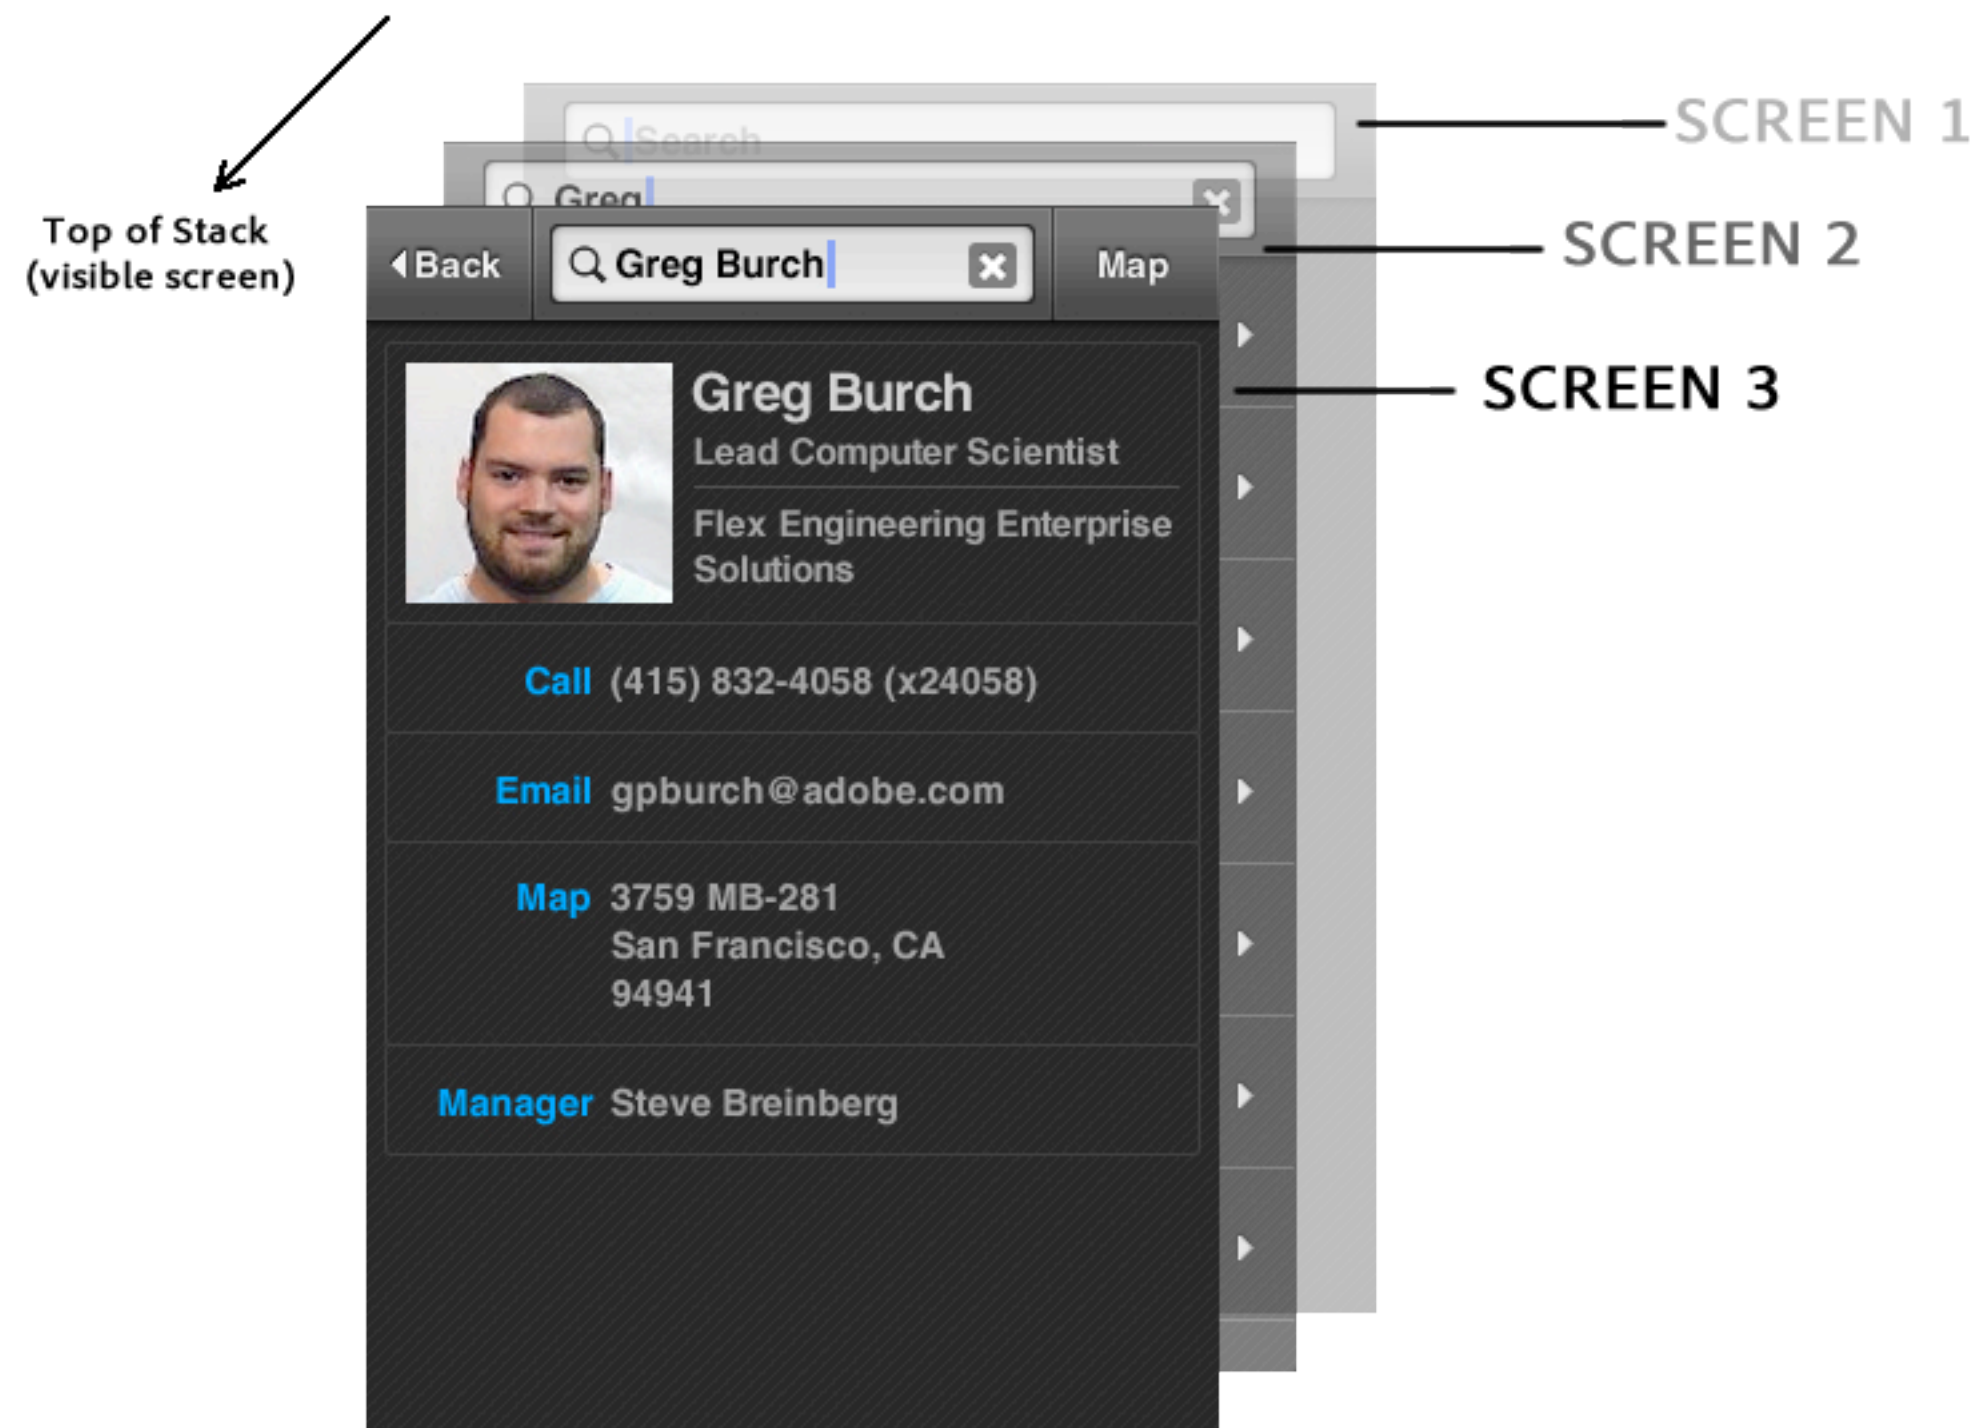 SCREEN 1
Search
Greg
SCREEN 2
Top of Stack
(visible screen)
Back
Greg Burch
Map
SCREEN 3
Greg Burch
Lead Computer Scientist
Flex Engineering Enterprise
Solutions
Call (415) 832-4058 (x24058)
Email gpburch@adobe.com
Map 3759 MB-281
San Francisco, CA
94941
Manager Steve Breinberg